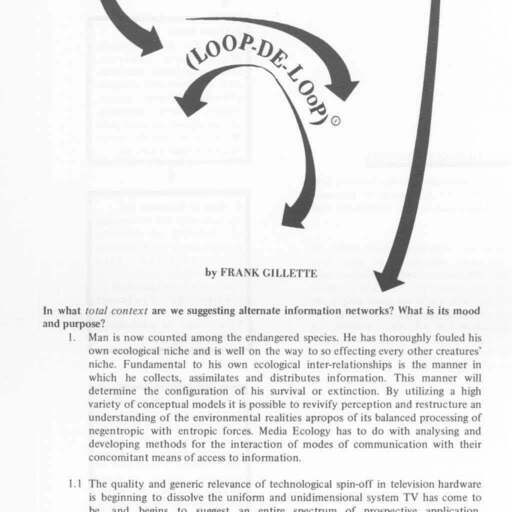 (LOOP-DE-LOoP)
by FRANK GILLETTE
In what total context are we suggesting alternate information networks? What is its mood
and purpose?
1. Man is now counted among the endangered species. He has thoroughly fouled his
own ecological niche and is well on the way to so effecting every other creatures'
niche. Fundamental to his own ecological inter-relationships is the manner in
which he collects, assimilates and distributes information. This manner will
determine the configuration of his survival or extinction. By utilizing a high
variety of conceptual models it is possible to revivify perception and restructure an
understanding of the environmental realities apropos of its balanced processing of
negentropic with entropic forces. Media Ecology has to do with analysing and
developing methods for the interaction of modes of communication with their
concomitant means of access to information.
1.1 The quality and generic relevance of technological spin-off in television hardware
is beginning to dissolve the uniform and unidimensional system TV has come to
be, and begins to suggest an entire spectrum of prospective application.